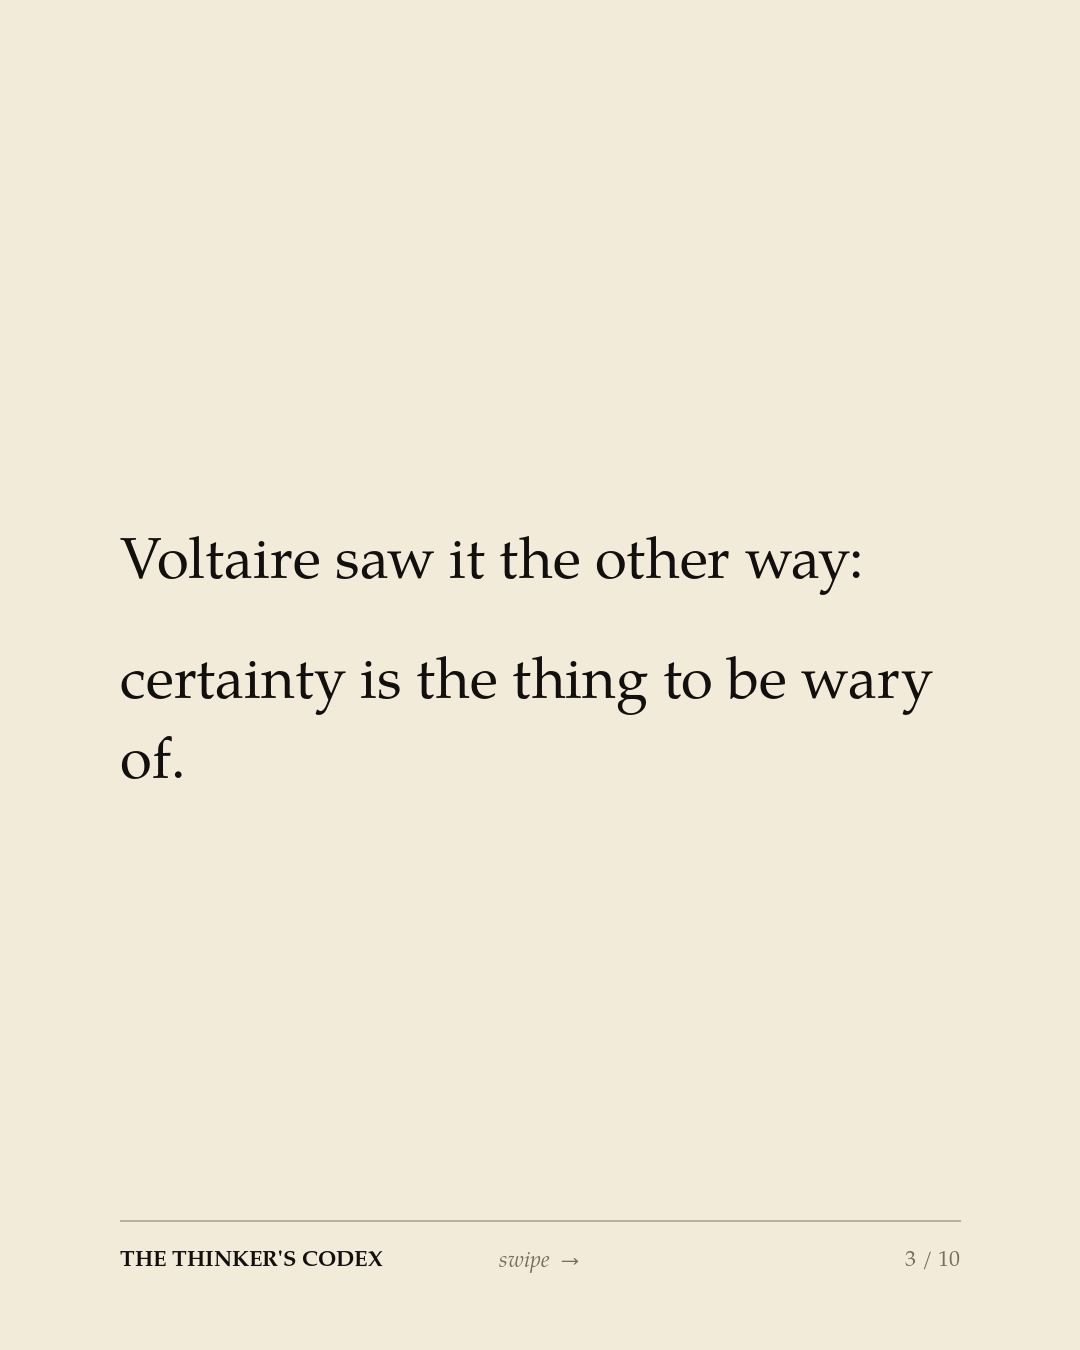 Voltaire saw it the other way:
certainty is the thing to be wary
of.
THE THINKER'S CODEX
swipe →
3 / 10